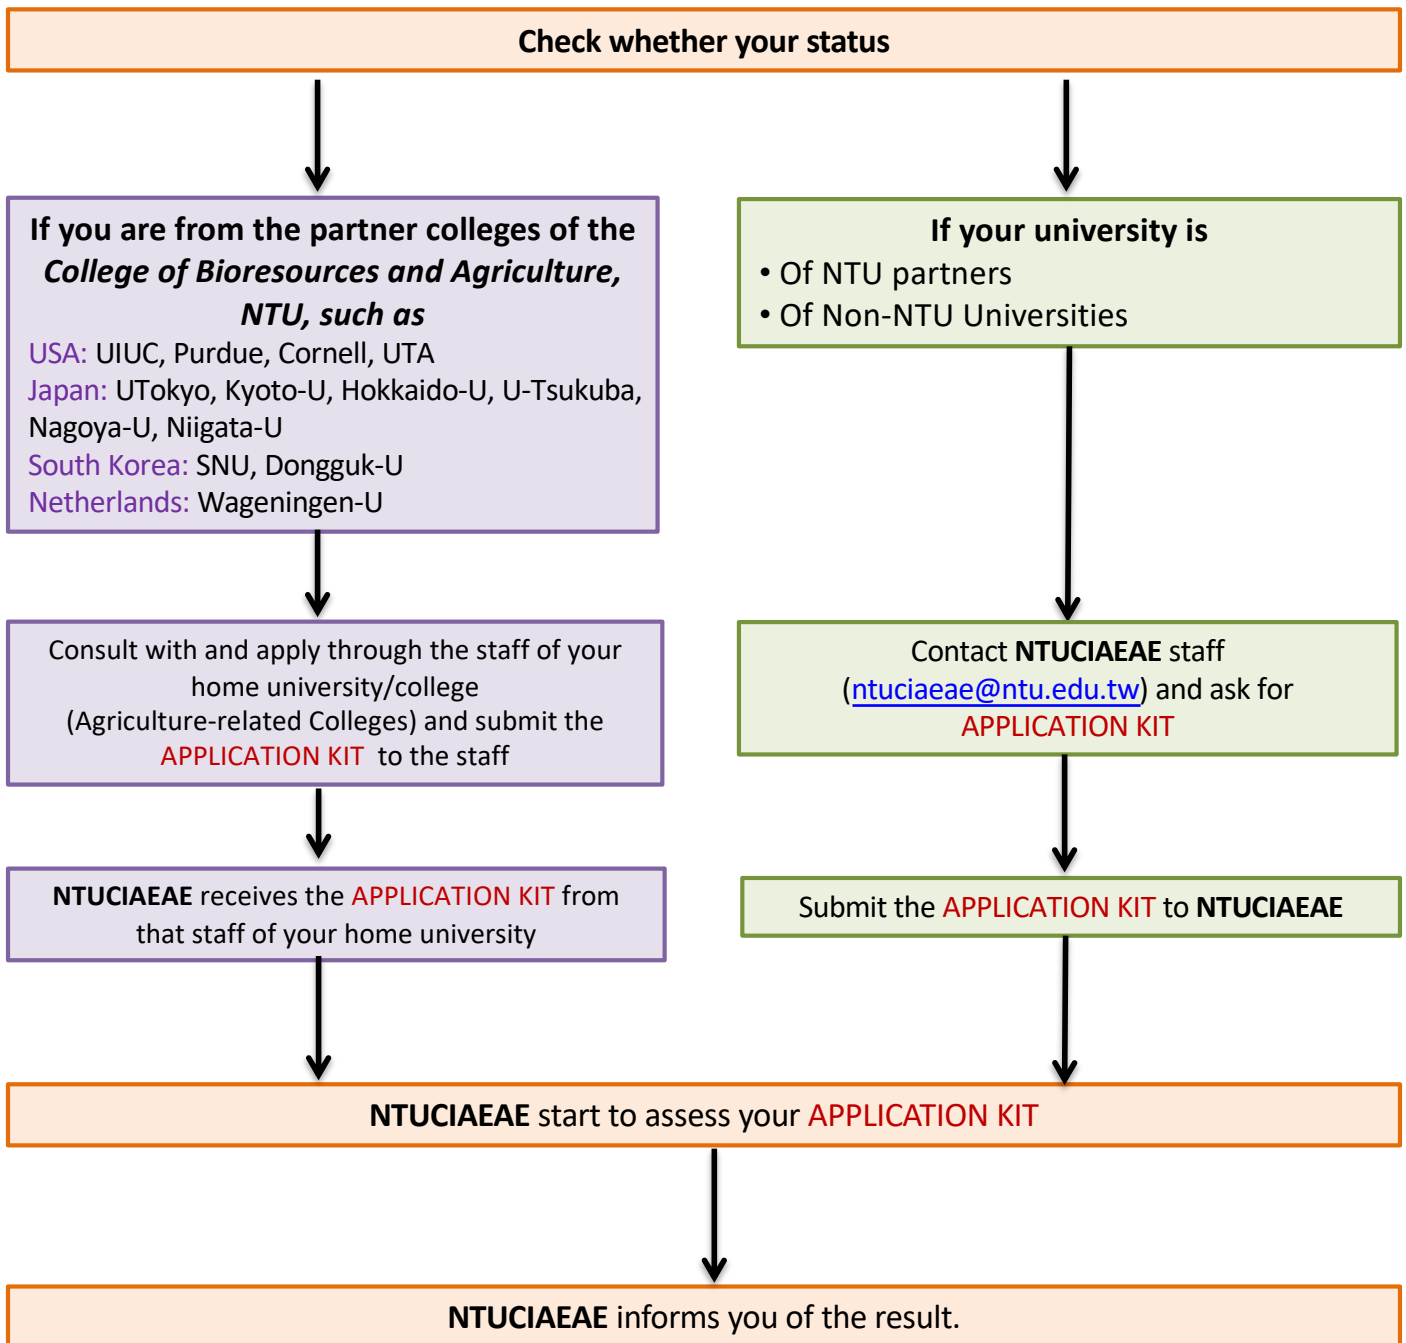 Check whether your status
If you are from the partner colleges of the
College of Bioresources and Agriculture,
NTU, such as
USA: UIUC, Purdue, Cornell, UTA
Japan: UTokyo, Kyoto-U, Hokkaido-U, U-Tsukuba,
Nagoya-U, Niigata-U
South Korea: SNU, Dongguk-U
Netherlands: Wageningen-U
If your university is
• Of NTU partners
• Of Non-NTU Universities
Consult with and apply through the staff of your
home university/college
(Agriculture-related Colleges) and submit the
APPLICATION KIT to the staff
Contact NTUCIAEAE staff
(ntuciaeae@ntu.edu.tw) and ask for
APPLICATION KIT
NTUCIAEAE receives the APPLICATION KIT from
that staff of your home university
Submit the APPLICATION KIT to NTUCIAEAE
NTUCIAEAE start to assess your APPLICATION KIT
NTUCIAEAE informs you of the result.